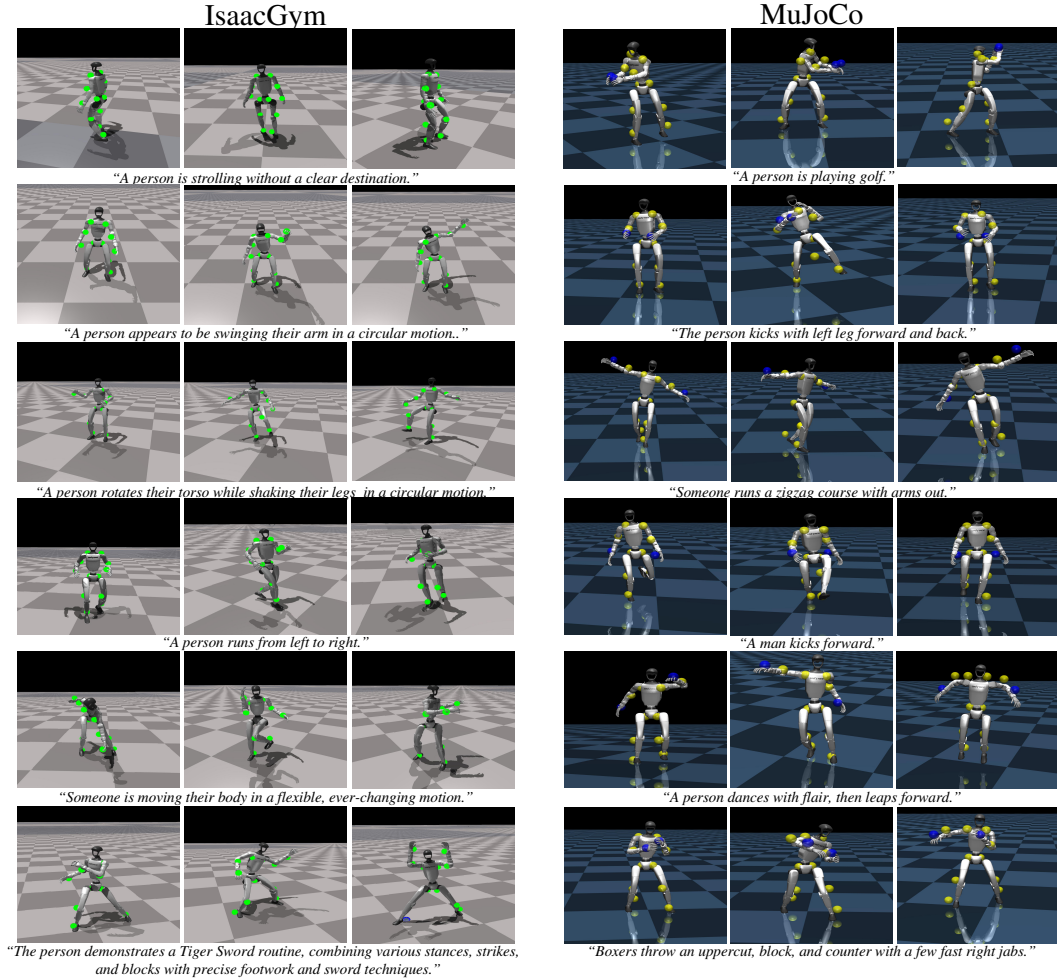 IsaacGym
“A person is strolling without a clear destination.”
“A person appears to be swinging their arm in a circular motion..”
“A person rotates their torso while shaking their legs in a circular motion.”
“A person runs from left to right.”
“Someone is moving their body in a flexible, ever-changing motion.”
“The person demonstrates a Tiger Sword routine, combining various stances, strikes,
and blocks with precise footwork and sword techniques.”
MuJoCo
“A person is playing golf.”
“The person kicks with left leg forward and back.”
“Someone runs a zigzag course with arms out.”
“A man kicks forward.”
“A person dances with flair, then leaps forward.”
“Boxers throw an uppercut, block, and counter with a few fast right jabs.”